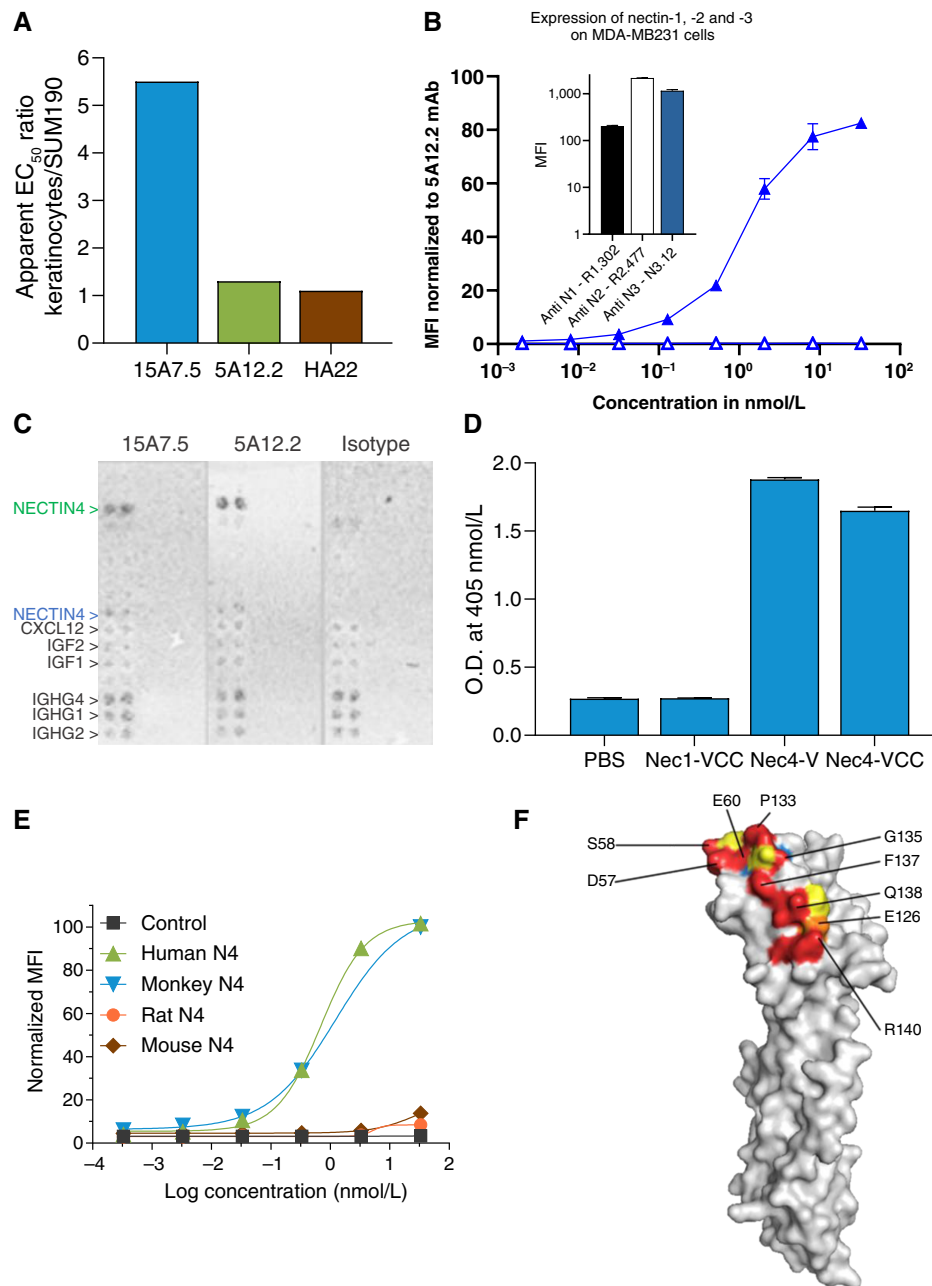 A
Apparent EC50 ratio
keratinocytes/SUM190
6
5
4
3
2
1
0
15A7.5 5A12.2 HA22
B
Expression of nectin-1, -2 and -3
on MDA-MB231 cells
MFI normalized to 5A12.2 mAb
100
80
60
40
20
0
MFI
1,000
100
10
1
Anti N1 - R1.302
Anti N2 - R2.477
Anti N3 - N3.12
10−3 10−2 10−1 100 101 102
Concentration in nmol/L
C
15A7.5 5A12.2 Isotype
NECTIN4 >
NECTIN4 >
CXCL12 >
IGF2 >
IGF1 >
IGHG4 >
IGHG1 >
IGHG2 >
D
O.D. at 405 nmol/L
2.0
1.5
1.0
0.5
0.0
PBS Nec1-VCC Nec4-V Nec4-VCC
E
Normalized MFI
100
80
60
40
20
0
Control
Human N4
Monkey N4
Rat N4
Mouse N4
−4 −3 −2 −1 0 1 2
Log concentration (nmol/L)
F
E60 P133
S58
G135
D57
F137
Q138
E126
R140